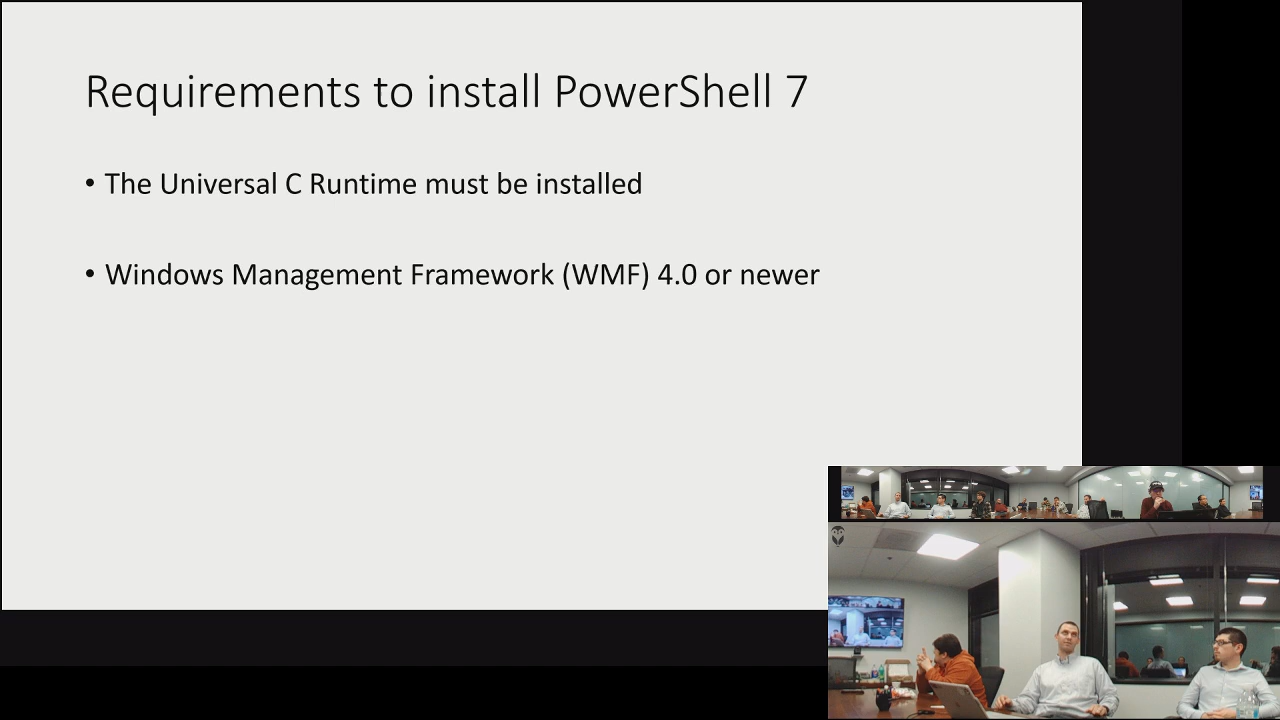 Requirements to install PowerShell 7
• The Universal C Runtime must be installed
• Windows Management Framework (WMF) 4.0 or newer